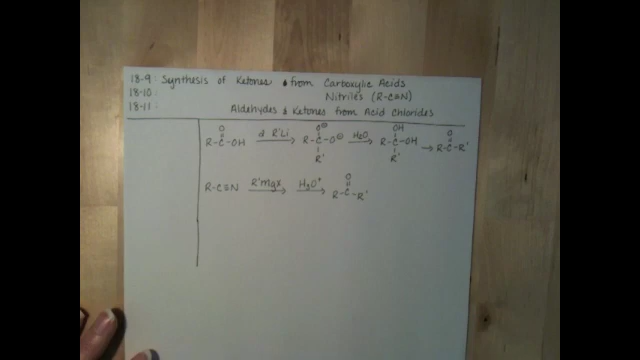 18-9: Synthesis of Ketones from Carboxylic Acids
18-10: Nitriles (R-C≡N)
18-11: Aldehydes & Ketones from Acid Chlorides
O O⊖ OH O
R-C-OH 2 R'Li → R-C-O⊖ H₂O → R-C-OH → R-C-R'
R' R'
O
R-C≡N R'MgX → H₃O⁺ → R-C-R'